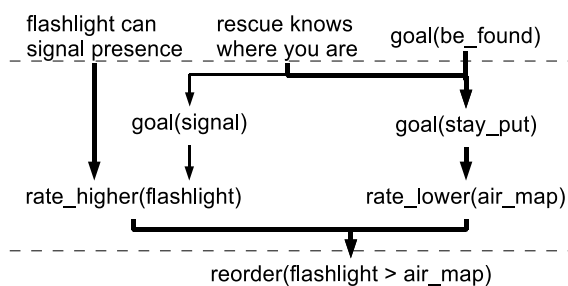 flashlight can
signal presence
rescue knows
where you are
goal(be_found)
goal(signal)
goal(stay_put)
rate_higher(flashlight)
rate_lower(air_map)
reorder(flashlight > air_map)